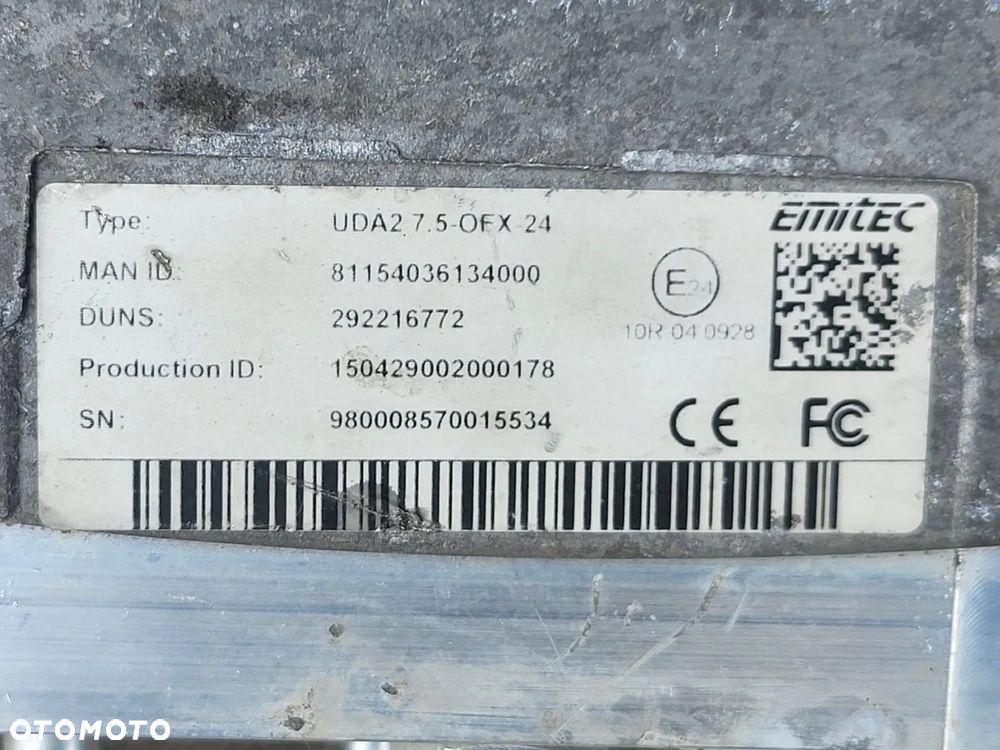 Type: UDA2 7.5-OEX-24
EMITEC
MAN ID: 81154036134000
E24
DUNS: 292216772
10R-04 0928
Production ID: 150429002000178
SN: 980008570015534
CE FC
OTOMOTO